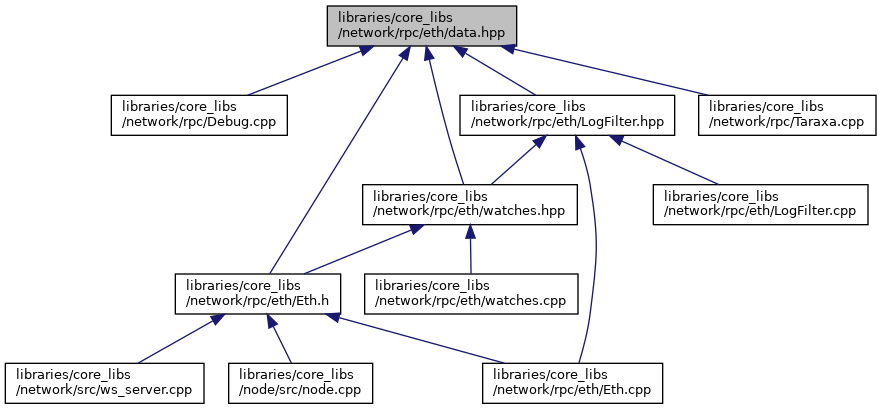 libraries/core_libs
/network/rpc/eth/data.hpp
libraries/core_libs
/network/rpc/Debug.cpp
libraries/core_libs
/network/rpc/eth/LogFilter.hpp
libraries/core_libs
/network/rpc/Taraxa.cpp
libraries/core_libs
/network/rpc/eth/watches.hpp
libraries/core_libs
/network/rpc/eth/LogFilter.cpp
libraries/core_libs
/network/rpc/eth/Eth.h
libraries/core_libs
/network/rpc/eth/watches.cpp
libraries/core_libs
/network/src/ws_server.cpp
libraries/core_libs
/node/src/node.cpp
libraries/core_libs
/network/rpc/eth/Eth.cpp